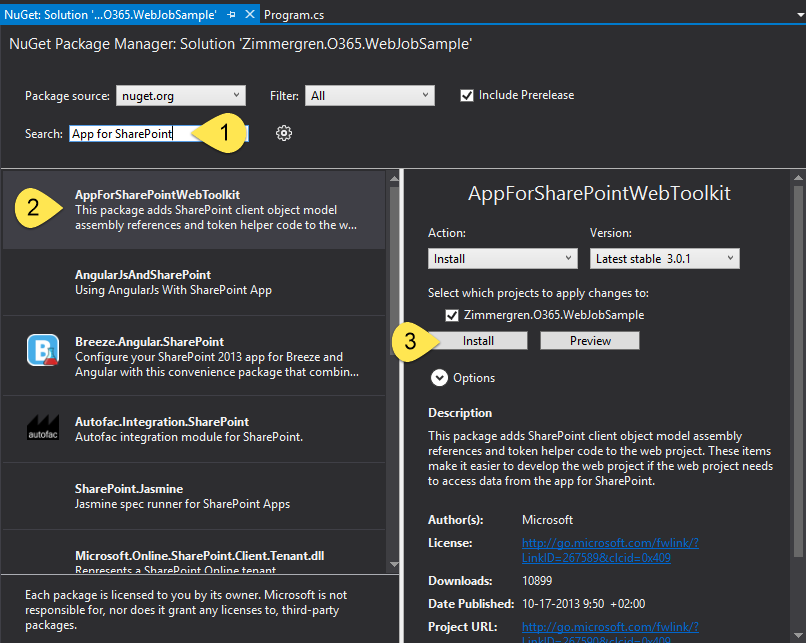 NuGet: Solution '...O365.WebJobSample'
Program.cs
NuGet Package Manager: Solution 'Zimmergren.O365.WebJobSample'
Package source: nuget.org Filter: All Include Prerelease
Search: App for SharePoint 1
2
AppForSharePointWebToolkit
This package adds SharePoint client object model
assembly references and token helper code to the w...
AngularJsAndSharePoint
Using AngularJs With SharePoint App
B
Breeze.Angular.SharePoint
Configure your SharePoint 2013 app for Breeze and
Angular with this convenience package that combin...
autofac
Autofac.Integration.SharePoint
Autofac integration module for SharePoint.
SharePoint.Jasmine
Jasmine spec runner for SharePoint Apps
Microsoft.Online.SharePoint.Client.Tenant.dll
Represents a SharePoint Online tenant
Each package is licensed to you by its owner. Microsoft is not
responsible for, nor does it grant any licenses to, third-party
packages.
AppForSharePointWebToolkit
Action: Version:
Install Latest stable 3.0.1
Select which projects to apply changes to:
Zimmergren.O365.WebJobSample
3 Install Preview
Options
Description
This package adds SharePoint client object model assembly
references and token helper code to the web project. These items
make it easier to develop the web project if the web project needs
to access data from the app for SharePoint.
Author(s): Microsoft
License: http://go.microsoft.com/fwlink/?
LinkID=267589&clcid=0x409
Downloads: 10899
Date Published: 10-17-2013 9:50 +02:00
Project URL: http://go.microsoft.com/fwlink/?
LinkID=267590&clcid=0x409